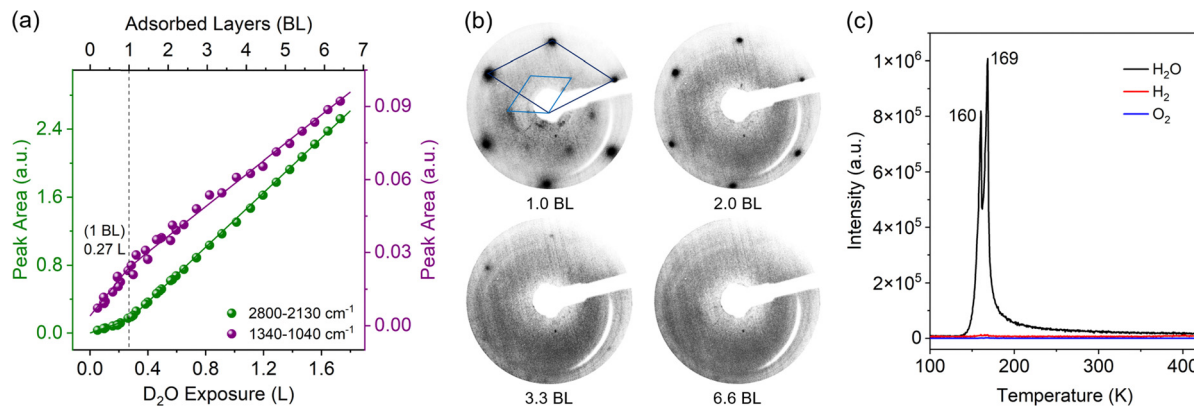 (a)
Adsorbed Layers (BL)
0 1 2 3 4 5 6 7
Peak Area (a.u.)
2.4
1.6
0.8
0.0
(1 BL)
0.27 L
2800-2130 cm⁻¹
1340-1040 cm⁻¹
0.09
0.06
0.03
0.00
Peak Area (a.u.)
0.0 0.4 0.8 1.2 1.6
D₂O Exposure (L)
(b)
1.0 BL
2.0 BL
3.3 BL
6.6 BL
(c)
Intensity (a.u.)
1×10⁶
8×10⁵
6×10⁵
4×10⁵
2×10⁵
0
160
169
H₂O
H₂
O₂
100 200 300 400
Temperature (K)